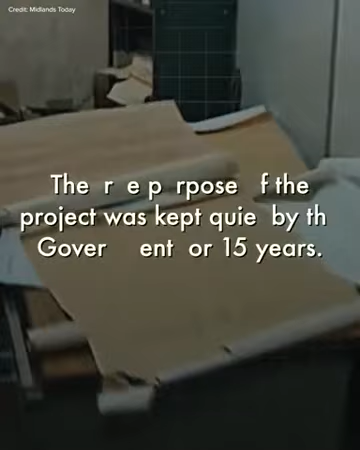 Credit: Midlands Today
The r e p rpose f the
project was kept quie by th
Gover ent or 15 years.